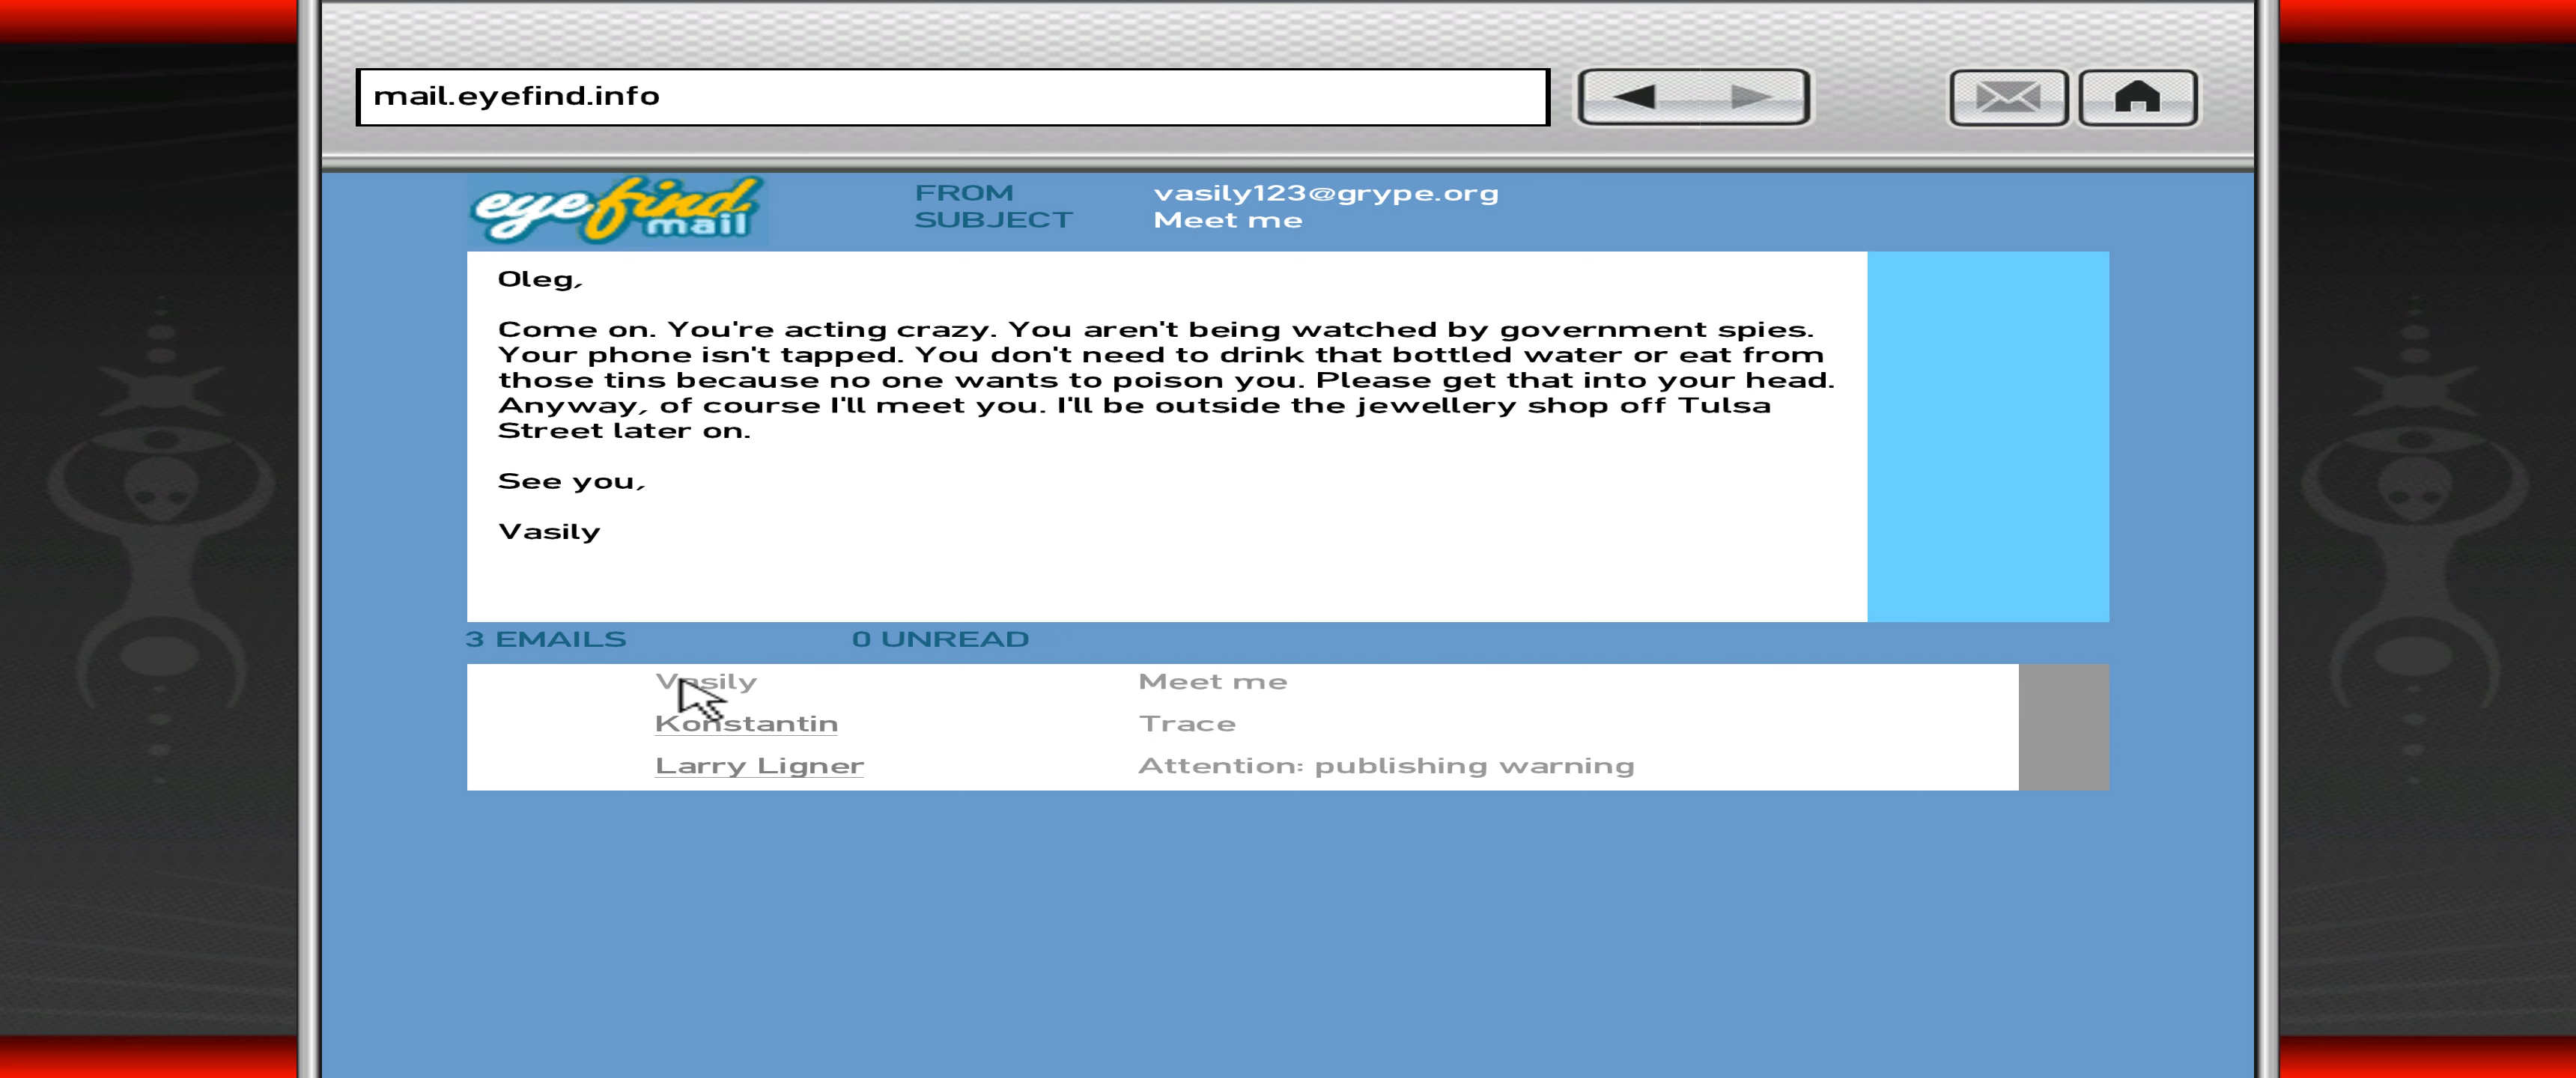 mail.eyefind.info
eyefind mail
FROM vasily123@grype.org
SUBJECT Meet me
Oleg,
Come on. You're acting crazy. You aren't being watched by government spies.
Your phone isn't tapped. You don't need to drink that bottled water or eat from
those tins because no one wants to poison you. Please get that into your head.
Anyway, of course I'll meet you. I'll be outside the jewellery shop off Tulsa
Street later on.
See you,
Vasily
3 EMAILS 0 UNREAD
Vasily Meet me
Konstantin Trace
Larry Ligner Attention: publishing warning